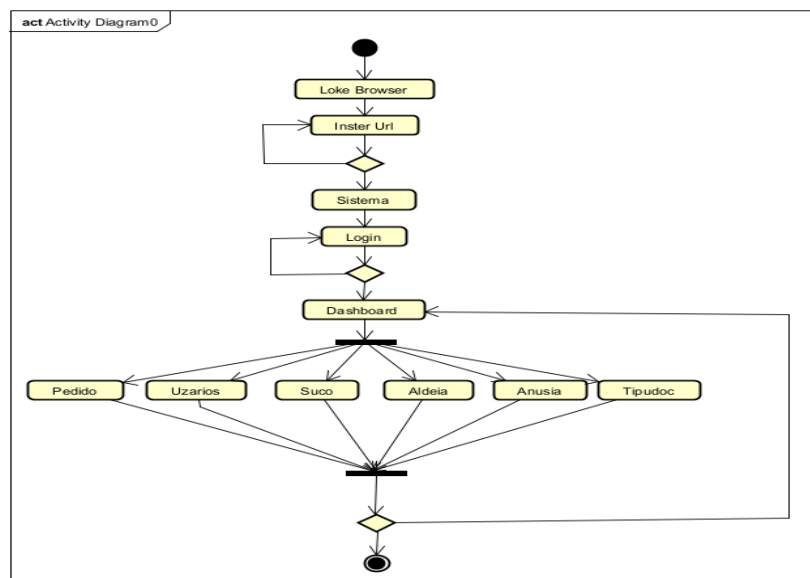 act Activity Diagram0
Loke Browser
Inster Url
Sistema
Login
Dashboard
Pedido
Uzarios
Suco
Aldeia
Anusia
Tipudoc